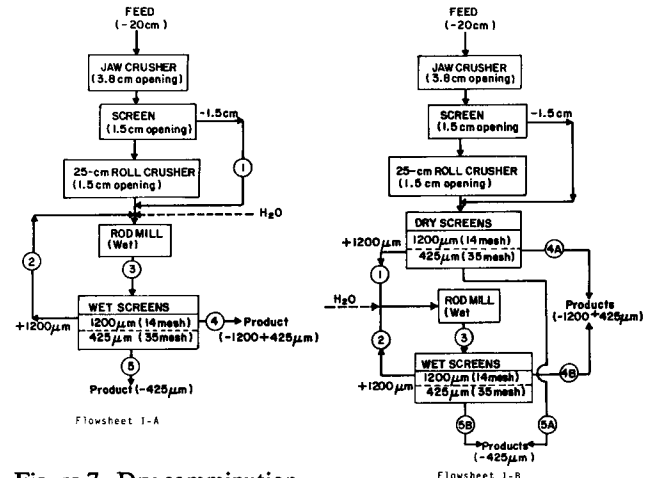 FEED
(-20cm)
JAW CRUSHER
(3.8cm opening)
SCREEN
(1.5cm opening)
-1.5cm
1
25-cm ROLL CRUSHER
(1.5cm opening)
H2O
ROD MILL
(Wet)
2
3
WET SCREENS
1200μm (14mesh)
425μm (35mesh)
+1200μm
4
Product
(-1200+425μm)
5
Product (-425μm)
Flowsheet 1-A
FEED
(-20cm)
JAW CRUSHER
(3.8cm opening)
SCREEN
(1.5cm opening
-1.5cm
25-cm ROLL CRUSHER
(1.5cm opening)
DRY SCREENS
1200μm (14mesh)
425μm (35mesh)
+1200μm
4A
1
H2O
ROD MILL
(Wet
Products
(-1200+425μm)
2
3
WET SCREENS
1200μm (14mesh)
425μm (35mesh)
+1200μm
4B
5B
5A
Products
(-425μm)
Flowsheet 1-B